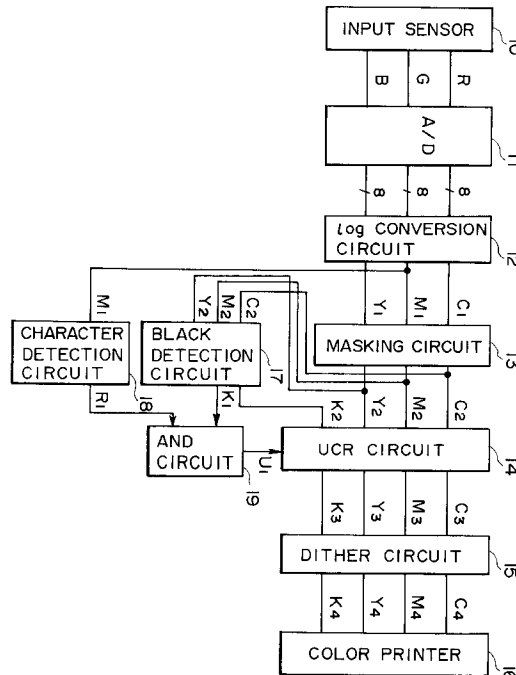 INPUT SENSOR
10
B G R
A/D
11
8 8 8
log CONVERSION
CIRCUIT
12
M1 Y1 M1 C1
Y2 M2 C2
CHARACTER
DETECTION
CIRCUIT
18
BLACK
DETECTION
CIRCUIT
17
MASKING CIRCUIT
13
R1 K1 K2 Y2 M2 C2
AND
CIRCUIT
19
U1
UCR CIRCUIT
14
K3 Y3 M3 C3
DITHER CIRCUIT
15
K4 Y4 M4 C4
COLOR PRINTER
16